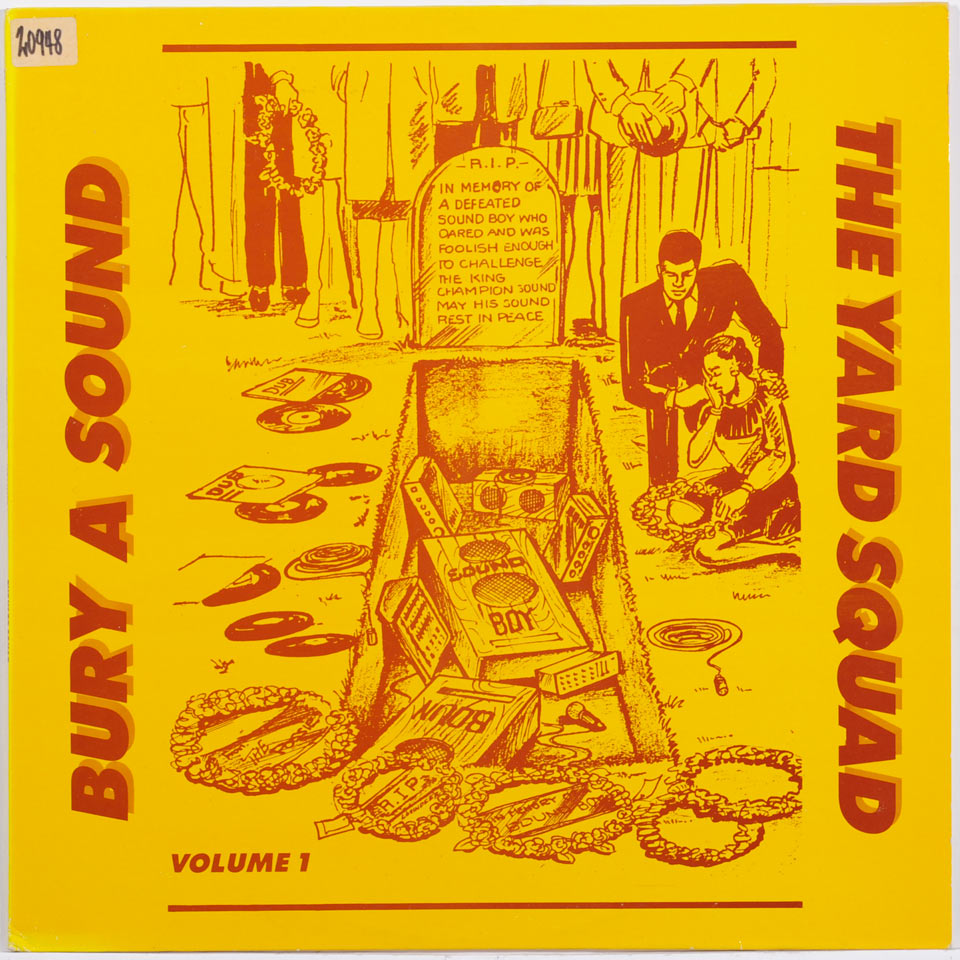 20948
BURY A SOUND
THE YARD SQUAD
-R.I.P.-
IN MEMORY OF
A DEFEATED
SOUND BOY WHO
DARED AND WAS
FOOLISH ENOUGH
TO CHALLENGE
THE KING
CHAMPION SOUND
MAY HIS SOUND
REST IN PEACE
DUB
DUB
SOUND
BOY
SOUND
R.I.P.
VOLUME 1